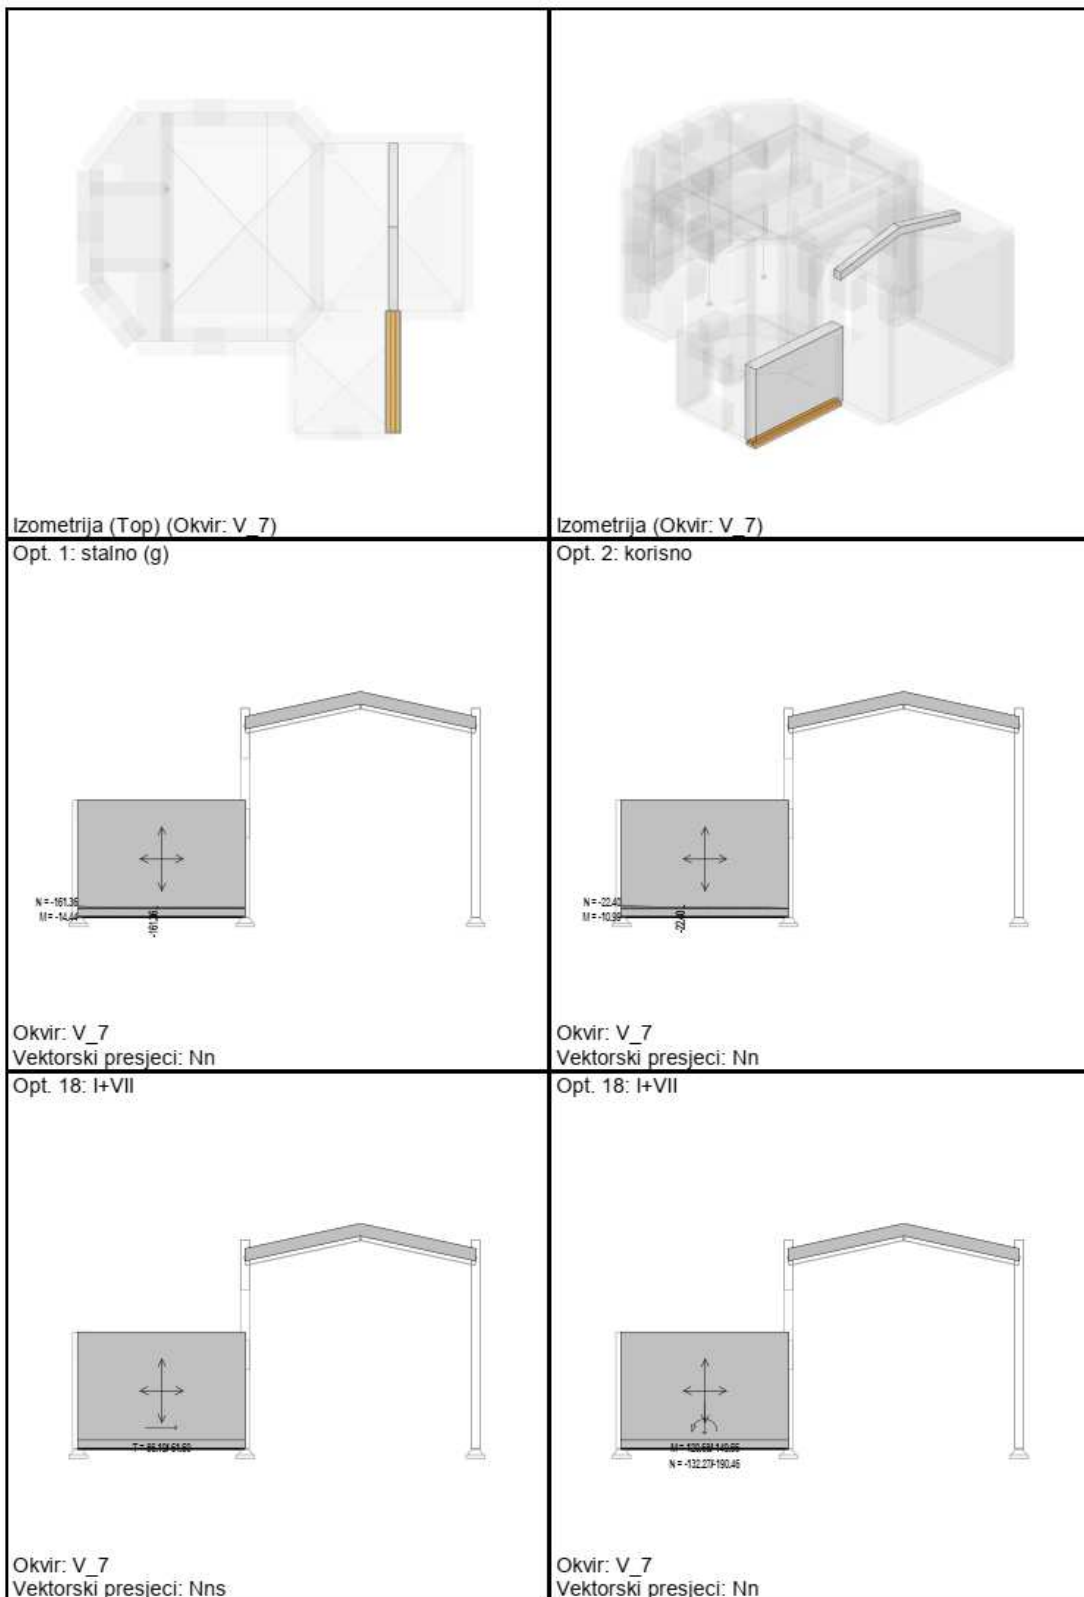 Izometrija (Top) (Okvir: V_7)
Izometrija (Okvir: V_7)
Opt. 1: stalno (g)
N = -161.36
M = -14.44
-161.36
Okvir: V_7
Vektorski presjeci: Nn
Opt. 2: korisno
N = -22.40
M = -10.99
-22.40
Okvir: V_7
Vektorski presjeci: Nn
Opt. 18: I+VII
T =
Okvir: V_7
Vektorski presjeci: Nns
Opt. 18: I+VII
M =
N = -132.27/-190.46
Okvir: V_7
Vektorski presjeci: Nn